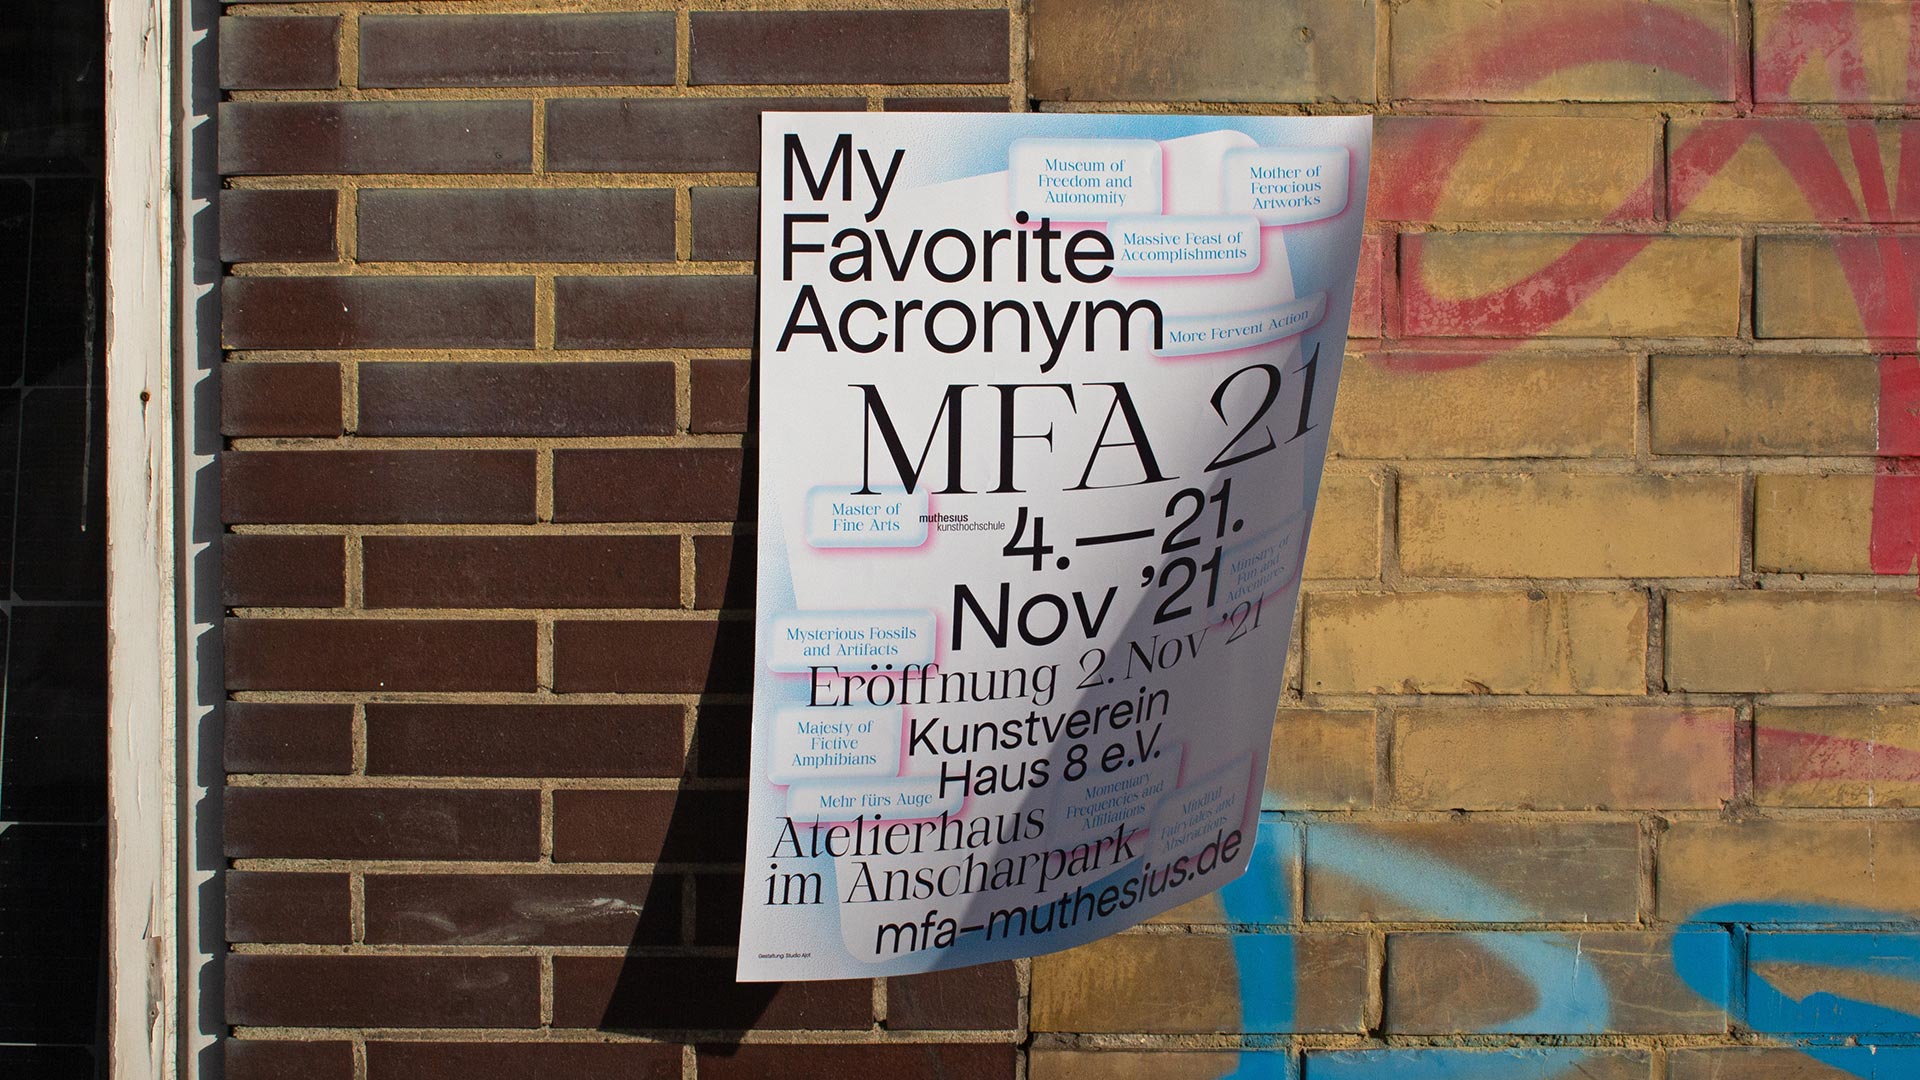 My
Favorite
Acronym
Museum of
Freedom and
Autonomity
Mother of
Ferocious
Artworks
Massive Feast of
Accomplishments
More Fervent Action
MFA 21
Master of
Fine Arts
muthesius
kunsthochschule
4.—21.
Nov ’21
Ministry of
Fun and
Adventures
Mysterious Fossils
and Artifacts
Eröffnung 2. Nov ’21
Majesty of
Fictive
Amphibians
Kunstverein
Haus 8 e.V.
Mehr fürs Auge
Momentary
Frequencies and
Affiliations
Mindful
Fairytales and
Abstractions
Atelierhaus
im Anscharpark
mfa–muthesius.de
Gestaltung: Studio Ajot